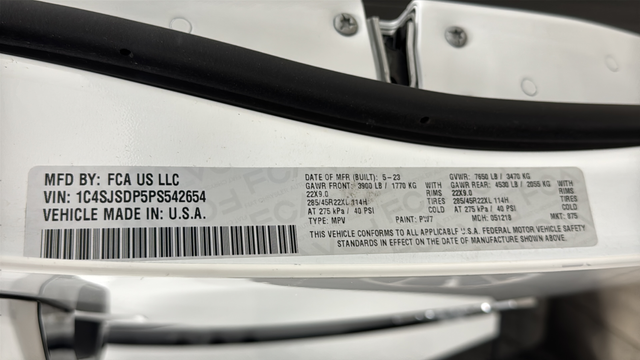 MFD BY: FCA US LLC
VIN: 1C4SJSDP5PS542654
VEHICLE MADE IN: U.S.A.
DATE OF MFR (BUILT): 5-23
GVWR: 7650 LB / 3470 KG
GAWR FRONT: 3900 LB / 1770 KG
GAWR REAR: 4530 LB / 2055 KG
22X9.0 RIMS
22X9.0 RIMS
285/45R22XL 114H TIRES
285/45R22XL 114H TIRES
AT 275 kPa / 40 PSI COLD
AT 275 kPa / 40 PSI COLD
TYPE: MPV
PAINT: PW7
MDH: 051218
MKT: 875
THIS VEHICLE CONFORMS TO ALL APPLICABLE U.S.A. FEDERAL MOTOR VEHICLE SAFETY
STANDARDS IN EFFECT ON THE DATE OF MANUFACTURE SHOWN ABOVE.